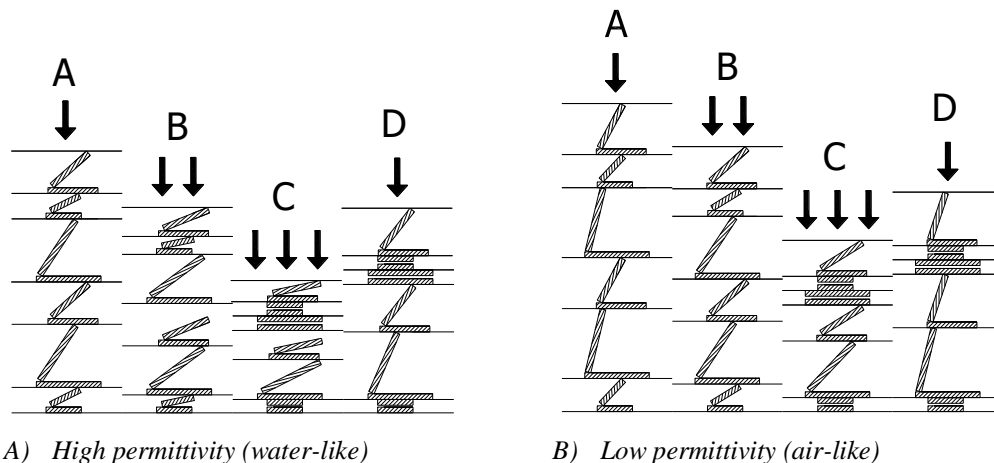 A
B
C
D
A
B
C
D
A) High permittivity (water-like)
B) Low permittivity (air-like)